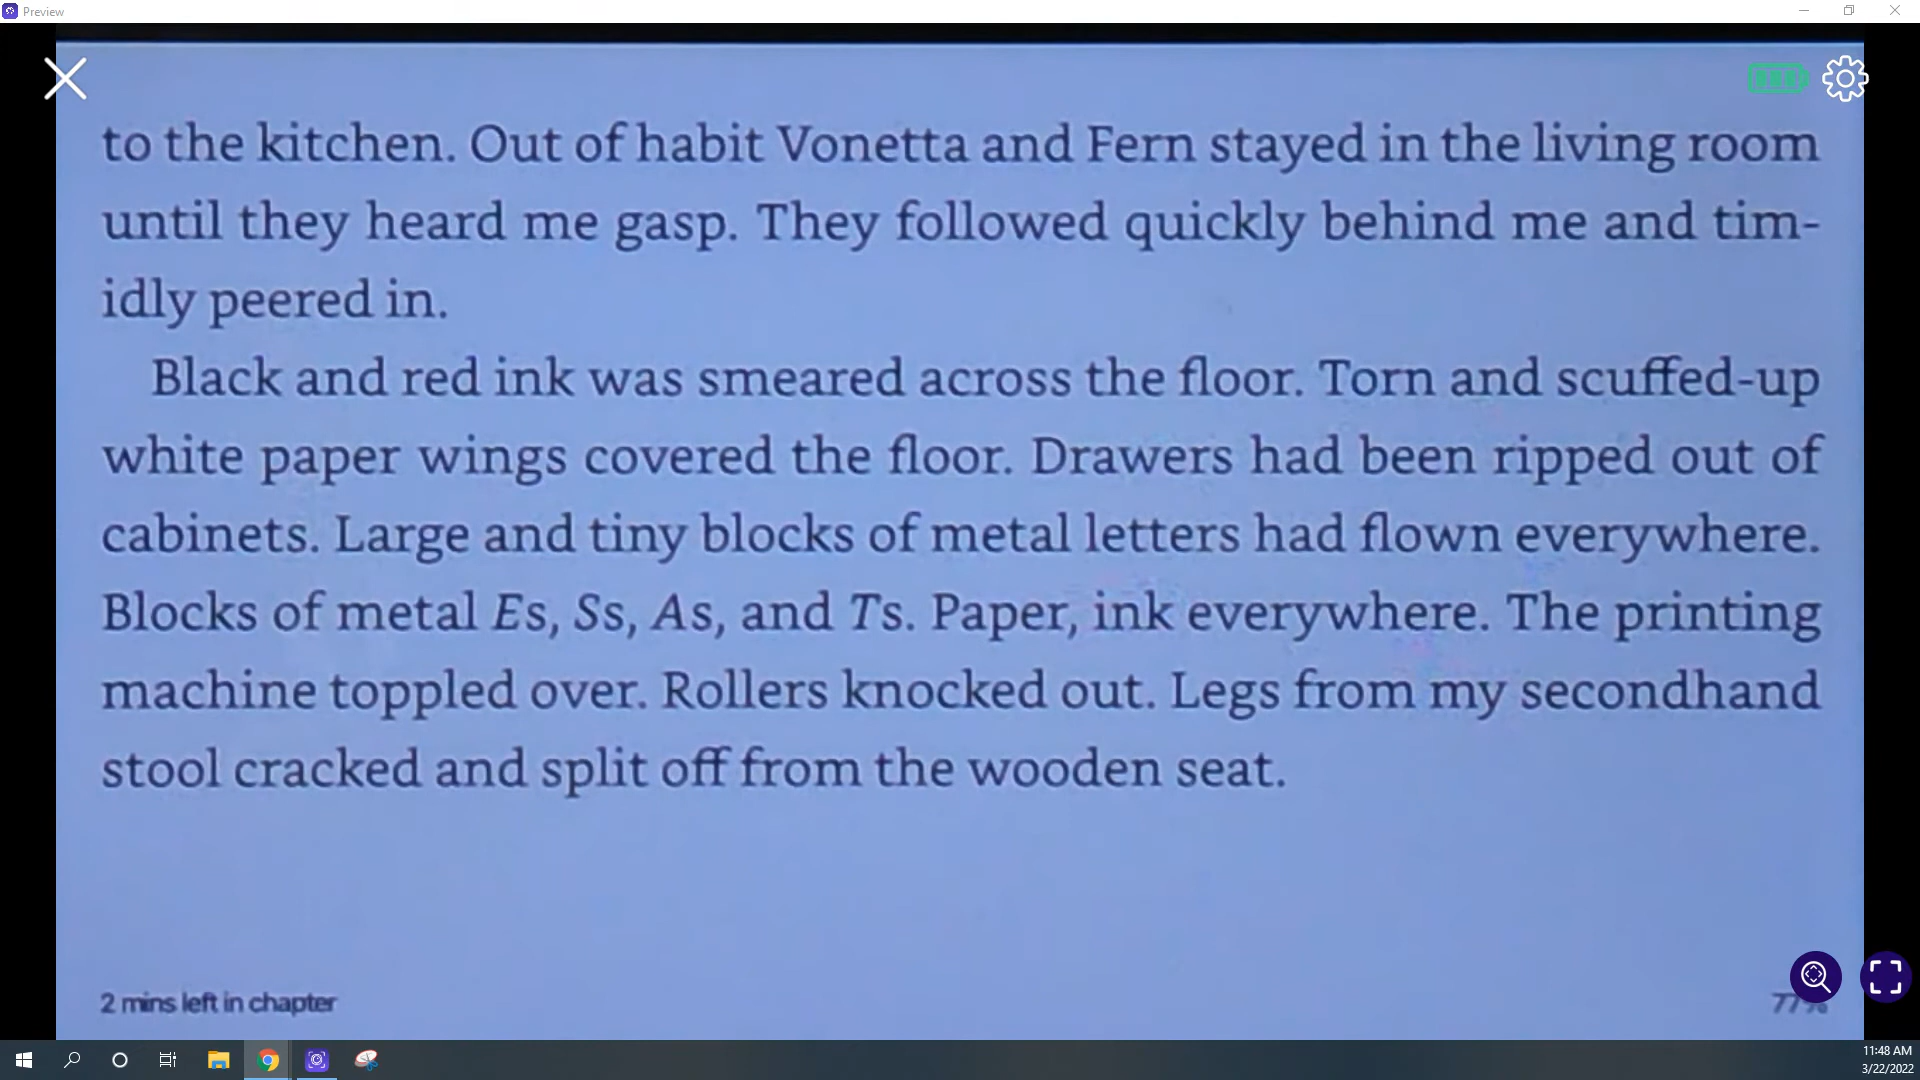 Preview
to the kitchen. Out of habit Vonetta and Fern stayed in the living room
until they heard me gasp. They followed quickly behind me and tim-
idly peered in.
Black and red ink was smeared across the floor. Torn and scuffed-up
white paper wings covered the floor. Drawers had been ripped out of
cabinets. Large and tiny blocks of metal letters had flown everywhere.
Blocks of metal Es, Ss, As, and Ts. Paper, ink everywhere. The printing
machine toppled over. Rollers knocked out. Legs from my secondhand
stool cracked and split off from the wooden seat.
2 mins left in chapter
77%
11:48 AM
3/22/2022